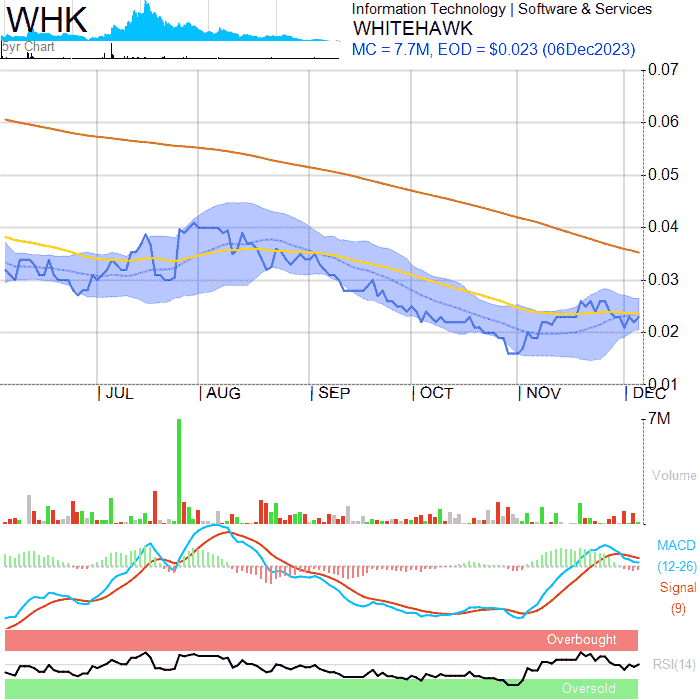 WHK
5yr Chart
Information Technology | Software & Services
WHITEHAWK
MC = 7.7M, EOD = $0.023 (06Dec2023)
0.07
0.06
0.05
0.04
0.03
0.02
0.01
JUL
AUG
SEP
OCT
NOV
DEC
7M
Volume
MACD
(12-26)
Signal
(9)
Overbought
RSI(14)
Oversold